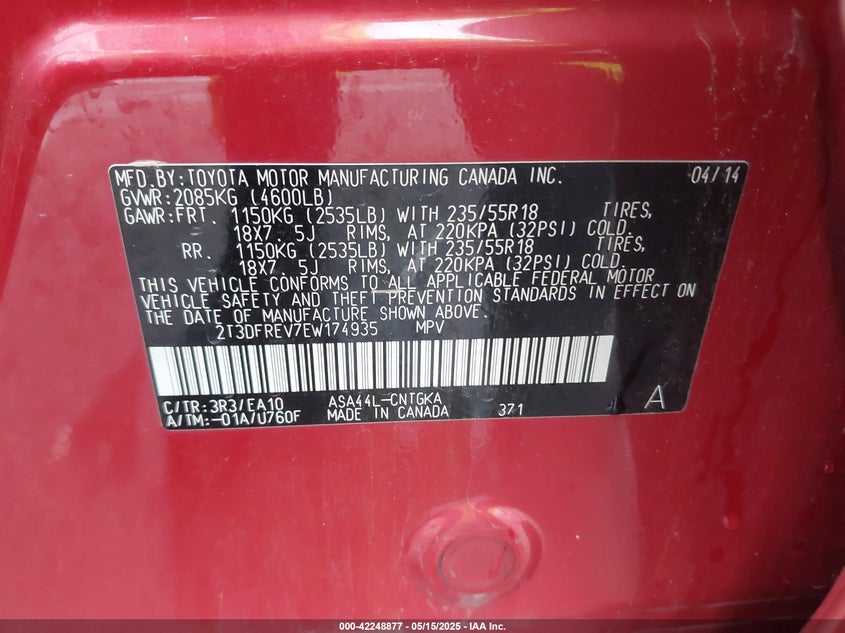 MFD.BY:TOYOTA MOTOR MANUFACTURING CANADA INC. 04/14
GVWR:2085KG (4600LB)
GAWR:FRT. 1150KG (2535LB) WITH 235/55R18 TIRES,
18X7. 5J RIMS, AT 220KPA (32PSI) COLD.
RR. 1150KG (2535LB) WITH 235/55R18 TIRES,
18X7. 5J RIMS, AT 220KPA (32PSI) COLD.
THIS VEHICLE CONFORMS TO ALL APPLICABLE FEDERAL MOTOR
VEHICLE SAFETY AND THEFT PREVENTION STANDARDS IN EFFECT ON
THE DATE OF MANUFACTURE SHOWN ABOVE.
2T3DFREV7EW174935 MPV
C/TR:3R3/EA10 ASA44L-CNTGKA A
A/TM:-01A/U760F MADE IN CANADA 371
000-42248877 - 05/15/2025 - IAA Inc.